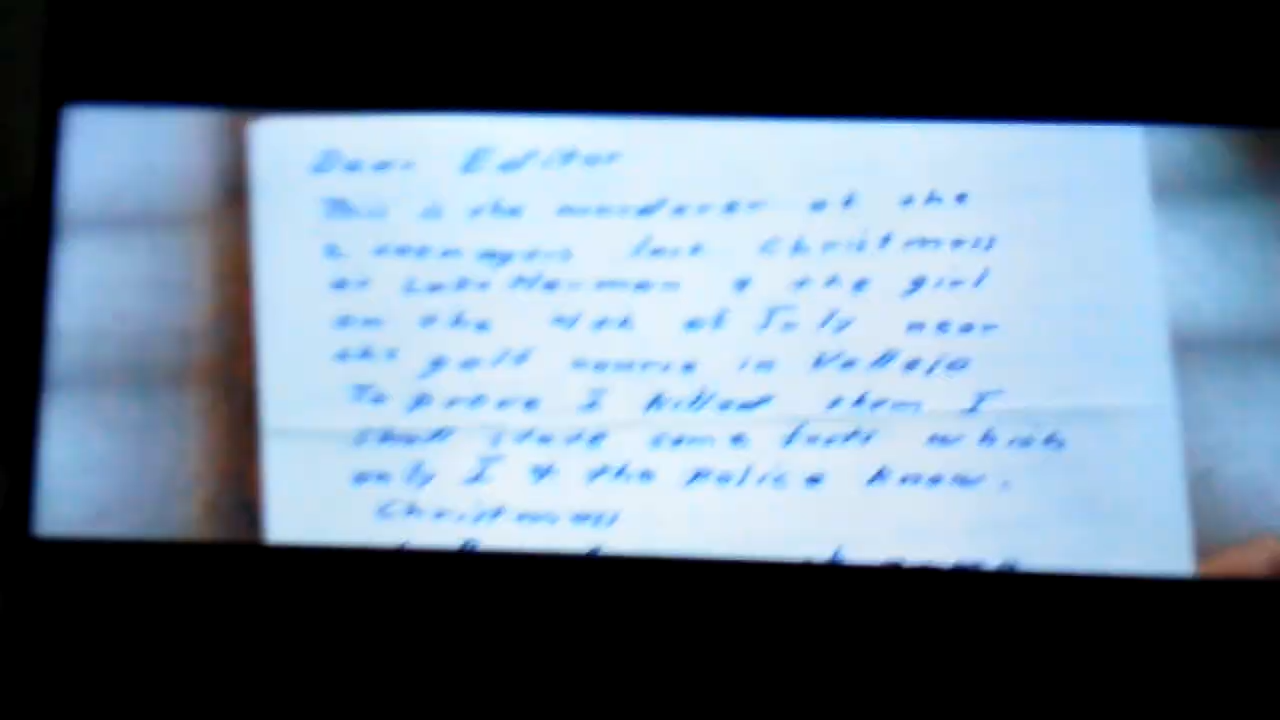 Dear Editor
This is the murderer of the
2 teenagers last Christmass
at Lake Herman & the girl
on the 4th of July near
the golf course in Vallejo
To prove I killed them I
shall state some facts which
only I & the police know.
Christmass